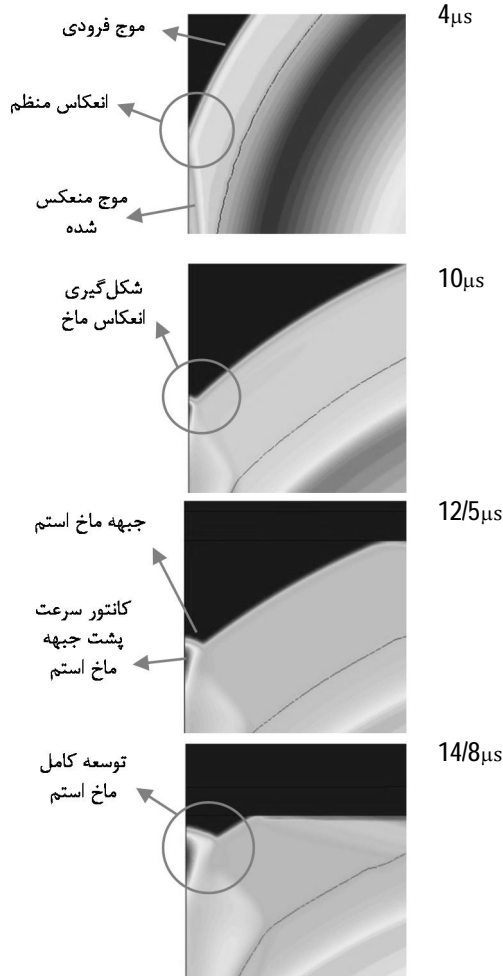 4μs
موج فرودی
انعکاس منظم
موج منعکس
شده
10μs
شکل‌گیری
انعکاس ماخ
12/5μs
جبهه ماخ استم
کانتور سرعت
پشت جبهه
ماخ استم
14/8μs
توسعه کامل
ماخ استم